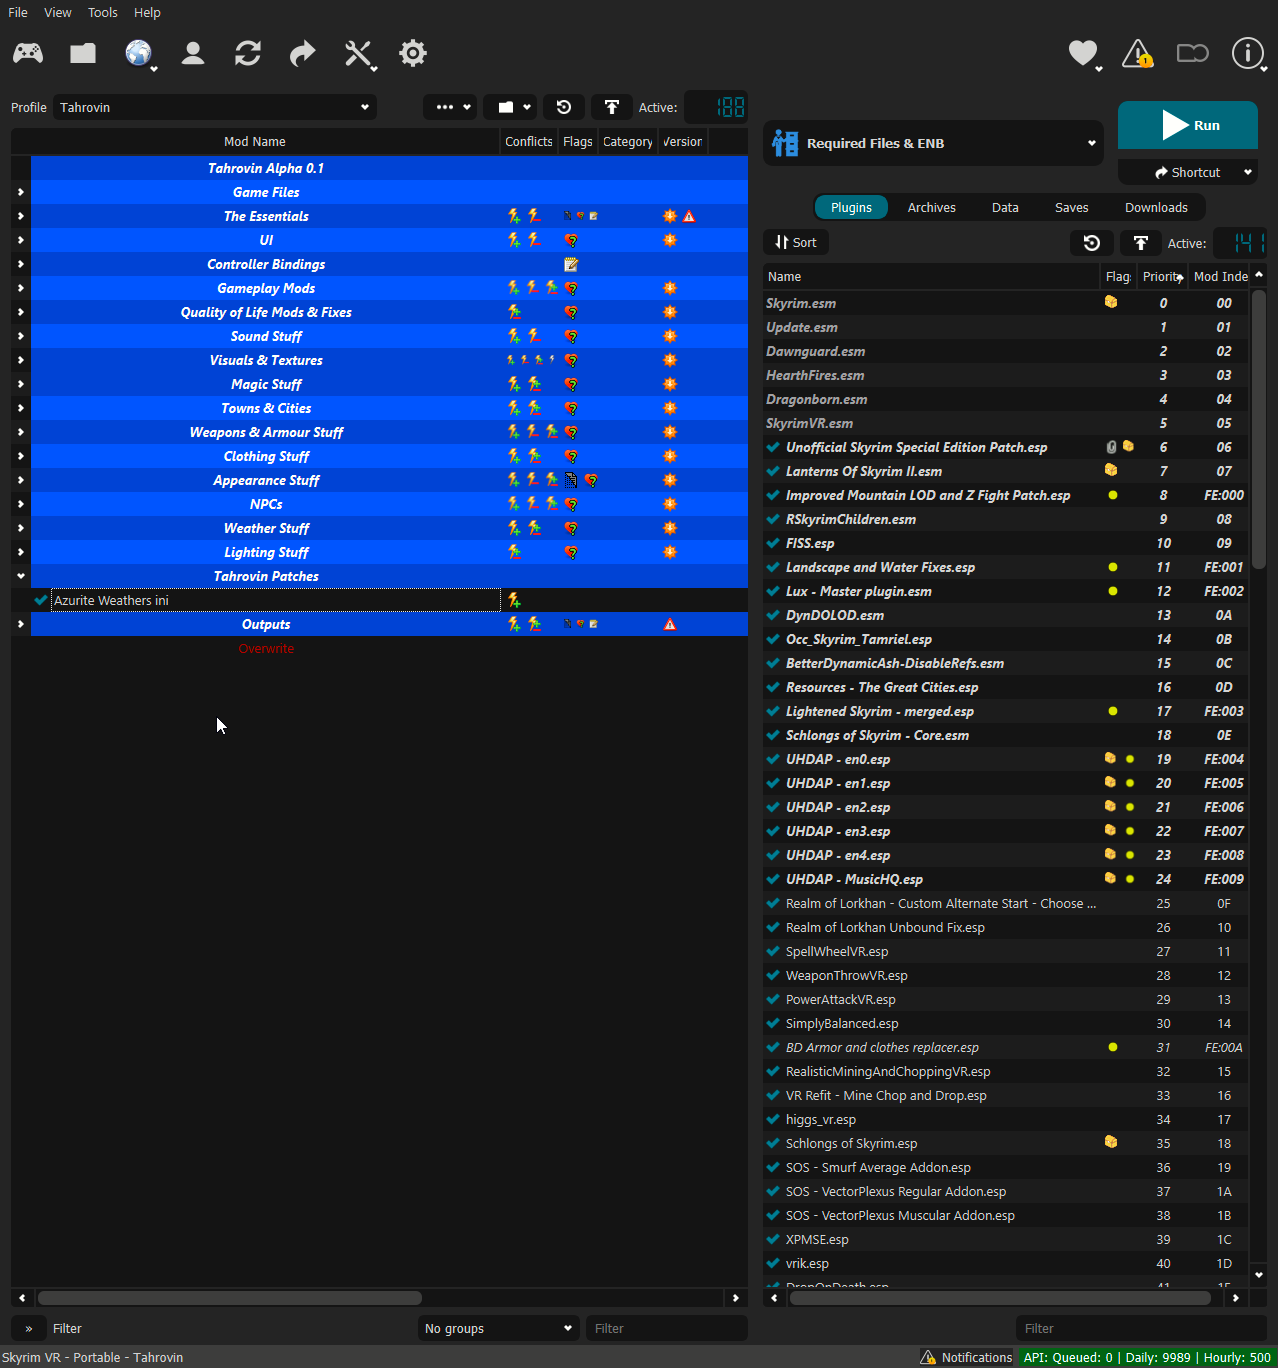 File View Tools Help
Profile Tahrovin Active: 188
Required Files & ENB
Run
Shortcut
Plugins Archives Data Saves Downloads
Sort Active: 141
Mod Name Conflicts Flags Category Version
Tahrovin Alpha 0.1
Game Files
The Essentials
UI
Controller Bindings
Gameplay Mods
Quality of Life Mods & Fixes
Sound Stuff
Visuals & Textures
Magic Stuff
Towns & Cities
Weapons & Armour Stuff
Clothing Stuff
Appearance Stuff
NPCs
Weather Stuff
Lighting Stuff
Tahrovin Patches
Azurite Weathers ini
Outputs
Overwrite
Name Flag Priority Mod Inde
Skyrim.esm 0 00
Update.esm 1 01
Dawnguard.esm 2 02
HearthFires.esm 3 03
Dragonborn.esm 4 04
SkyrimVR.esm 5 05
Unofficial Skyrim Special Edition Patch.esp 6 06
Lanterns Of Skyrim II.esm 7 07
Improved Mountain LOD and Z Fight Patch.esp 8 FE:000
RSkyrimChildren.esm 9 08
FISS.esp 10 09
Landscape and Water Fixes.esp 11 FE:001
Lux - Master plugin.esm 12 FE:002
DynDOLOD.esm 13 0A
Occ_Skyrim_Tamriel.esp 14 0B
BetterDynamicAsh-DisableRefs.esm 15 0C
Resources - The Great Cities.esp 16 0D
Lightened Skyrim - merged.esp 17 FE:003
Schlongs of Skyrim - Core.esm 18 0E
UHDAP - en0.esp 19 FE:004
UHDAP - en1.esp 20 FE:005
UHDAP - en2.esp 21 FE:006
UHDAP - en3.esp 22 FE:007
UHDAP - en4.esp 23 FE:008
UHDAP - MusicHQ.esp 24 FE:009
Realm of Lorkhan - Custom Alternate Start - Choose ... 25 0F
Realm of Lorkhan Unbound Fix.esp 26 10
SpellWheelVR.esp 27 11
WeaponThrowVR.esp 28 12
PowerAttackVR.esp 29 13
SimplyBalanced.esp 30 14
BD Armor and clothes replacer.esp 31 FE:00A
RealisticMiningAndChoppingVR.esp 32 15
VR Refit - Mine Chop and Drop.esp 33 16
higgs_vr.esp 34 17
Schlongs of Skyrim.esp 35 18
SOS - Smurf Average Addon.esp 36 19
SOS - VectorPlexus Regular Addon.esp 37 1A
SOS - VectorPlexus Muscular Addon.esp 38 1B
XPMSE.esp 39 1C
vrik.esp 40 1D
DropOnDeath.esp 41 1E
» Filter No groups Filter Filter
Skyrim VR - Portable - Tahrovin Notifications API: Queued: 0 | Daily: 9989 | Hourly: 500